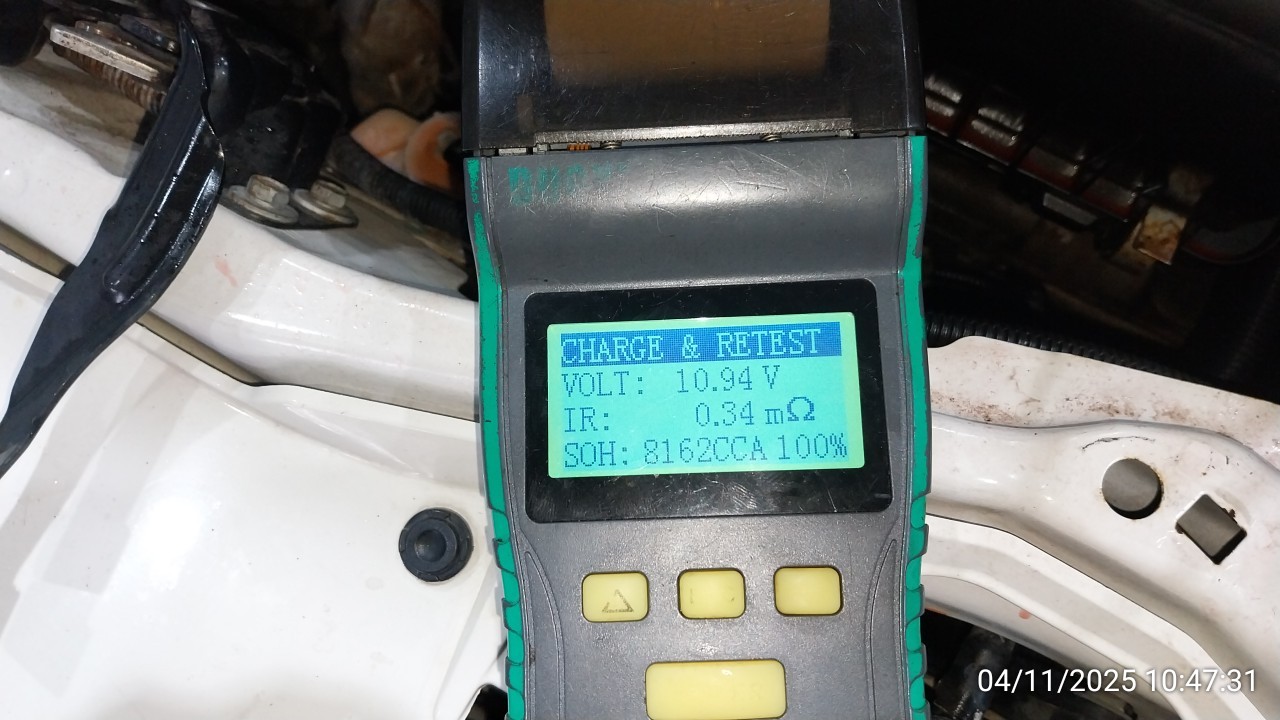 CHARGE & RETEST
VOLT: 10.94 V
IR: 0.34 mΩ
SOH: 8162CCA 100%
04/11/2025 10:47:31